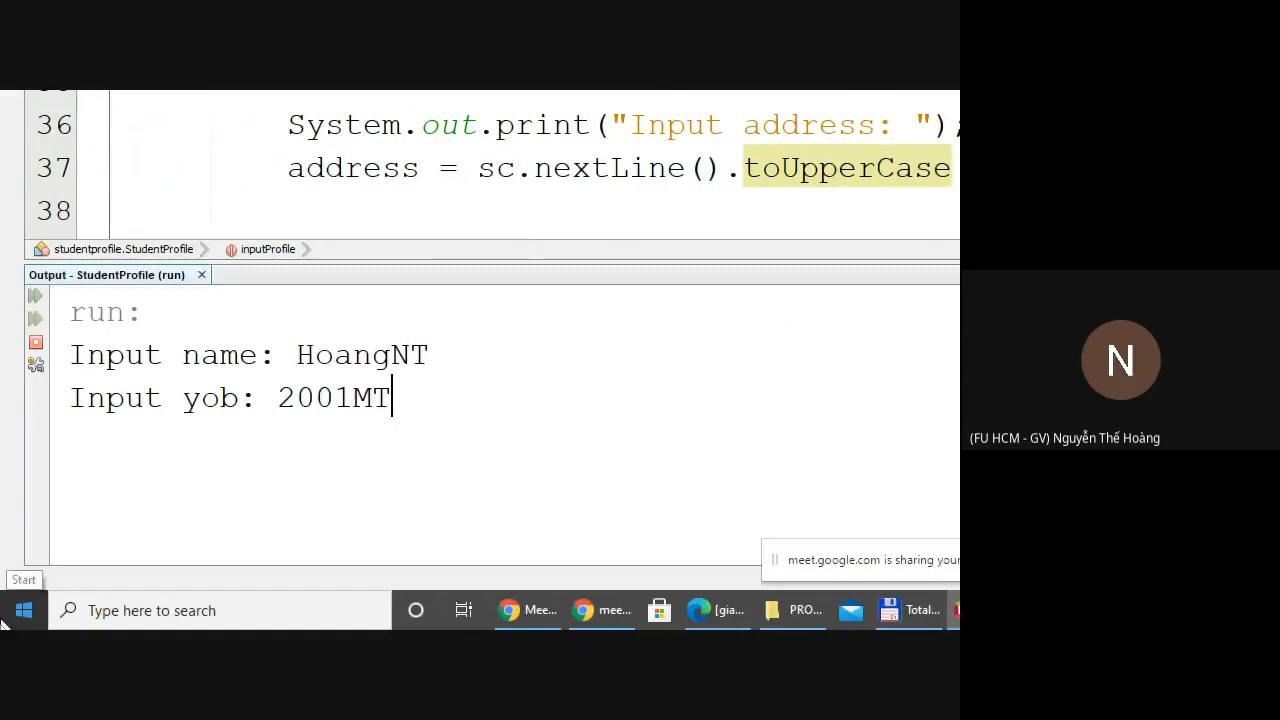 36 System.out.print("Input address: ");
37 address = sc.nextLine().toUpperCase
38
studentprofile.StudentProfile inputProfile
Output - StudentProfile (run)
run:
Input name: HoangNT
Input yob: 2001MT
N
(FU HCM - GV) Nguyễn Thế Hoàng
meet.google.com is sharing your
Start
Type here to search
Mee...
mee...
[gia...
PRO...
Total...